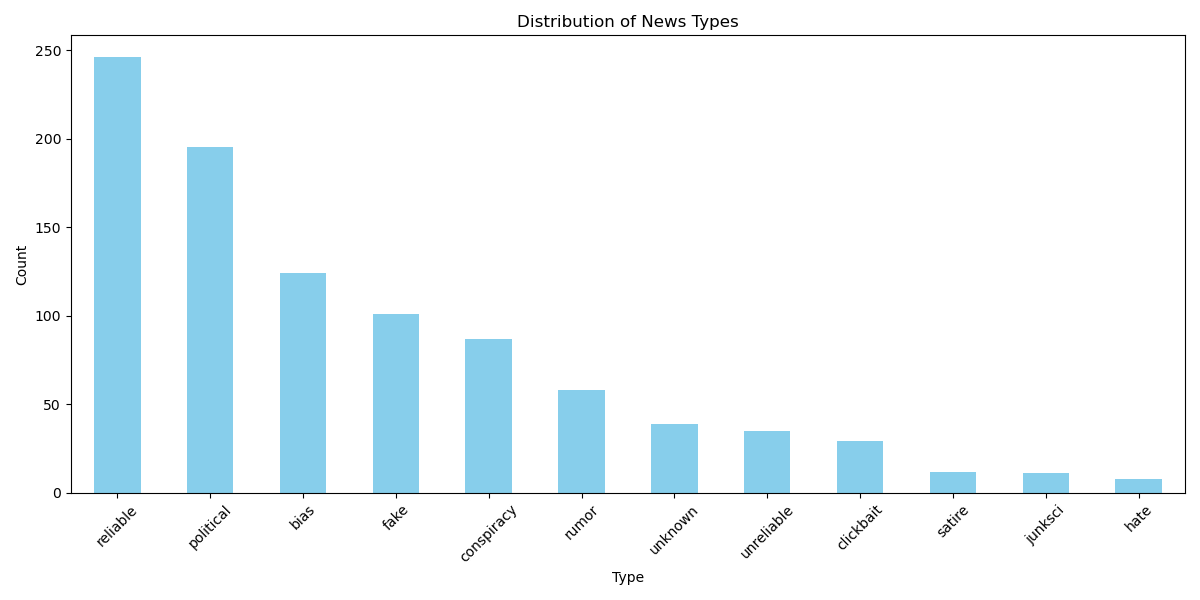 Distribution of News Types
Count
250
200
150
100
50
0
reliable
political
bias
fake
conspiracy
rumor
unknown
unreliable
clickbait
satire
junksci
hate
Type